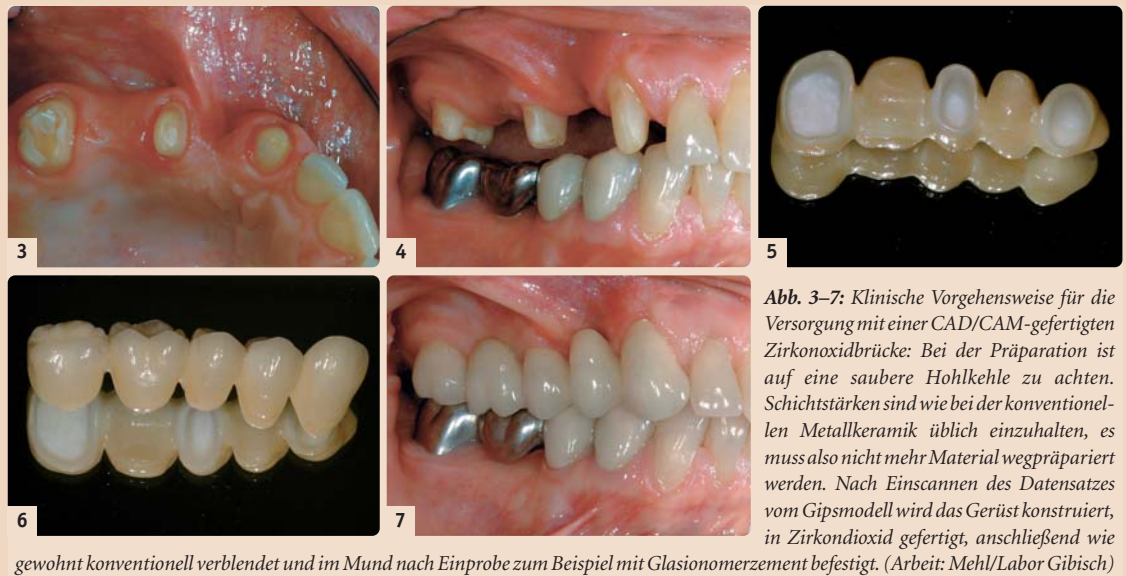 3
4
5
6
7
Abb. 3–7: Klinische Vorgehensweise für die
Versorgung mit einer CAD/CAM-gefertigten
Zirkonoxidbrücke: Bei der Präparation ist
auf eine saubere Hohlkehle zu achten.
Schichtstärken sind wie bei der konventionel-
len Metallkeramik üblich einzuhalten, es
muss also nicht mehr Material wegpräpariert
werden. Nach Einscannen des Datensatzes
vom Gipsmodell wird das Gerüst konstruiert,
in Zirkondioxid gefertigt, anschließend wie
gewohnt konventionell verblendet und im Mund nach Einprobe zum Beispiel mit Glasionomerzement befestigt. (Arbeit: Mehl/Labor Gibisch)